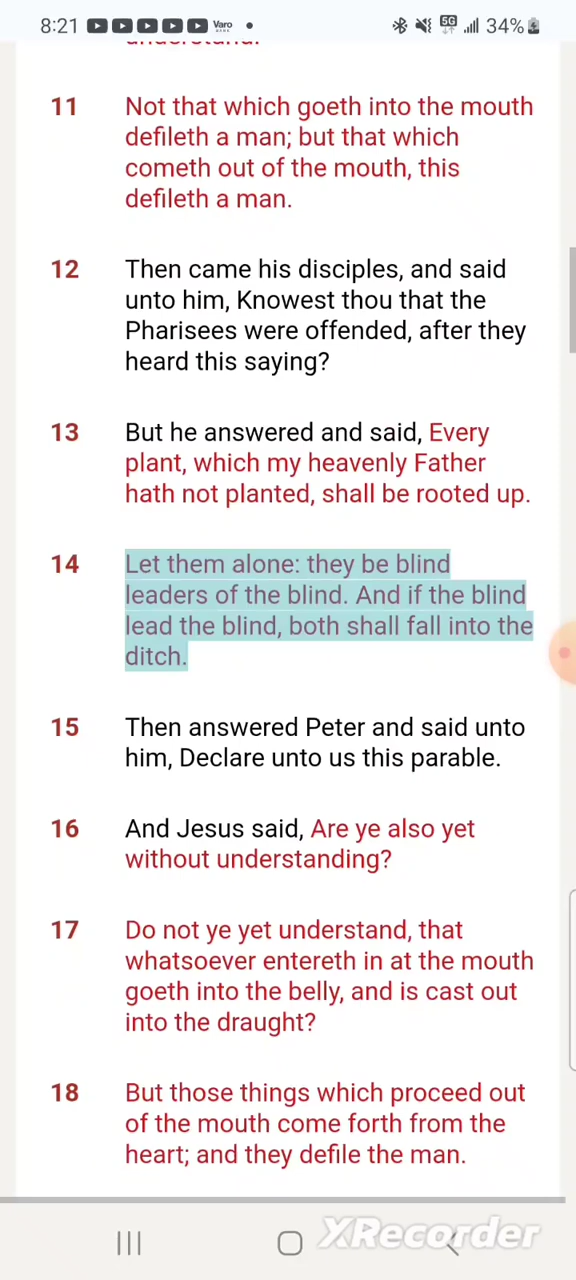 8:21 Varo BANK 5G 34%
understand:
11 Not that which goeth into the mouth
defileth a man; but that which
cometh out of the mouth, this
defileth a man.
12 Then came his disciples, and said
unto him, Knowest thou that the
Pharisees were offended, after they
heard this saying?
13 But he answered and said, Every
plant, which my heavenly Father
hath not planted, shall be rooted up.
14 Let them alone: they be blind
leaders of the blind. And if the blind
lead the blind, both shall fall into the
ditch.
15 Then answered Peter and said unto
him, Declare unto us this parable.
16 And Jesus said, Are ye also yet
without understanding?
17 Do not ye yet understand, that
whatsoever entereth in at the mouth
goeth into the belly, and is cast out
into the draught?
18 But those things which proceed out
of the mouth come forth from the
heart; and they defile the man.
XRecorder